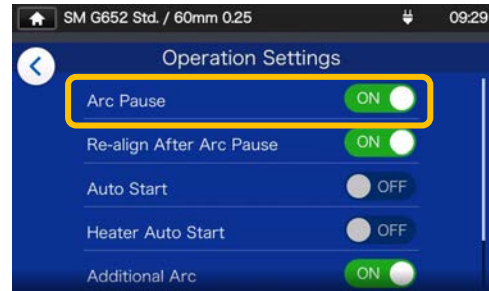 SM G652 Std. / 60mm 0.25 09:29
Operation Settings
Arc Pause ON
Re-align After Arc Pause ON
Auto Start OFF
Heater Auto Start OFF
Additional Arc ON